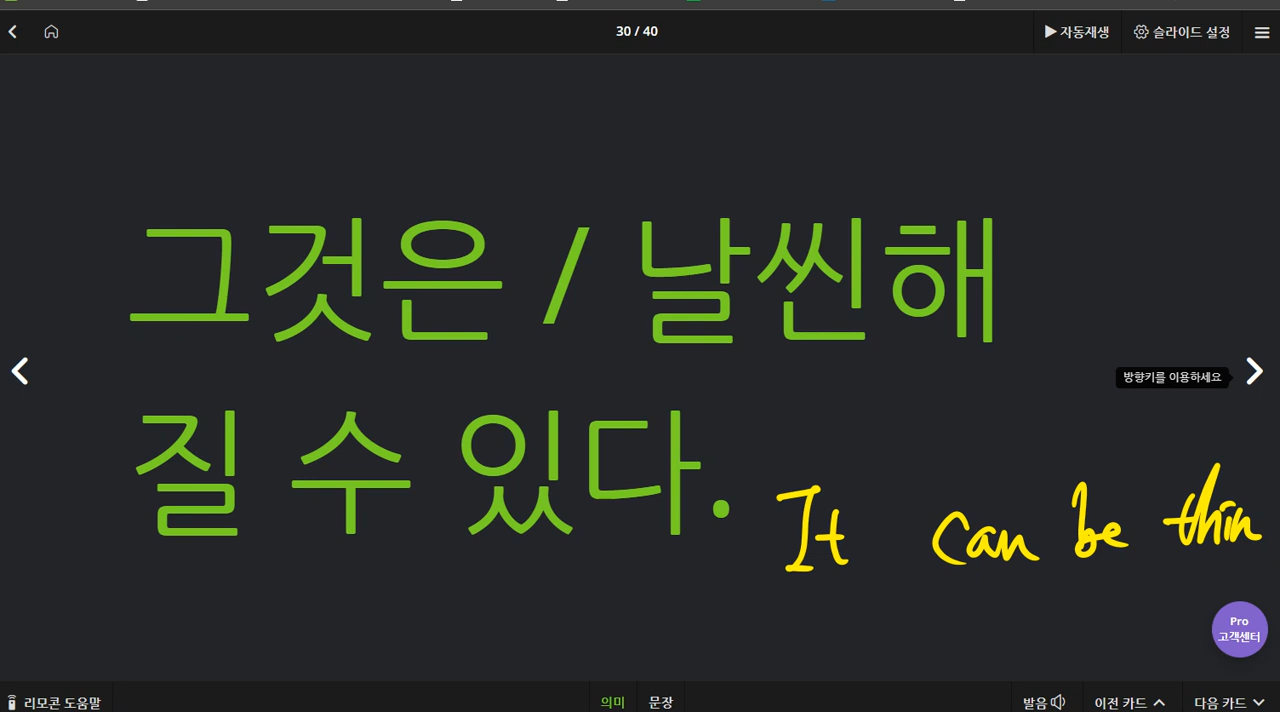 30 / 40
자동재생
슬라이드 설정
그것은 / 날씬해
질 수 있다.
방향키를 이용하세요
It can be thin
Pro
고객센터
리모콘 도움말
의미
문장
발음
이전 카드
다음 카드